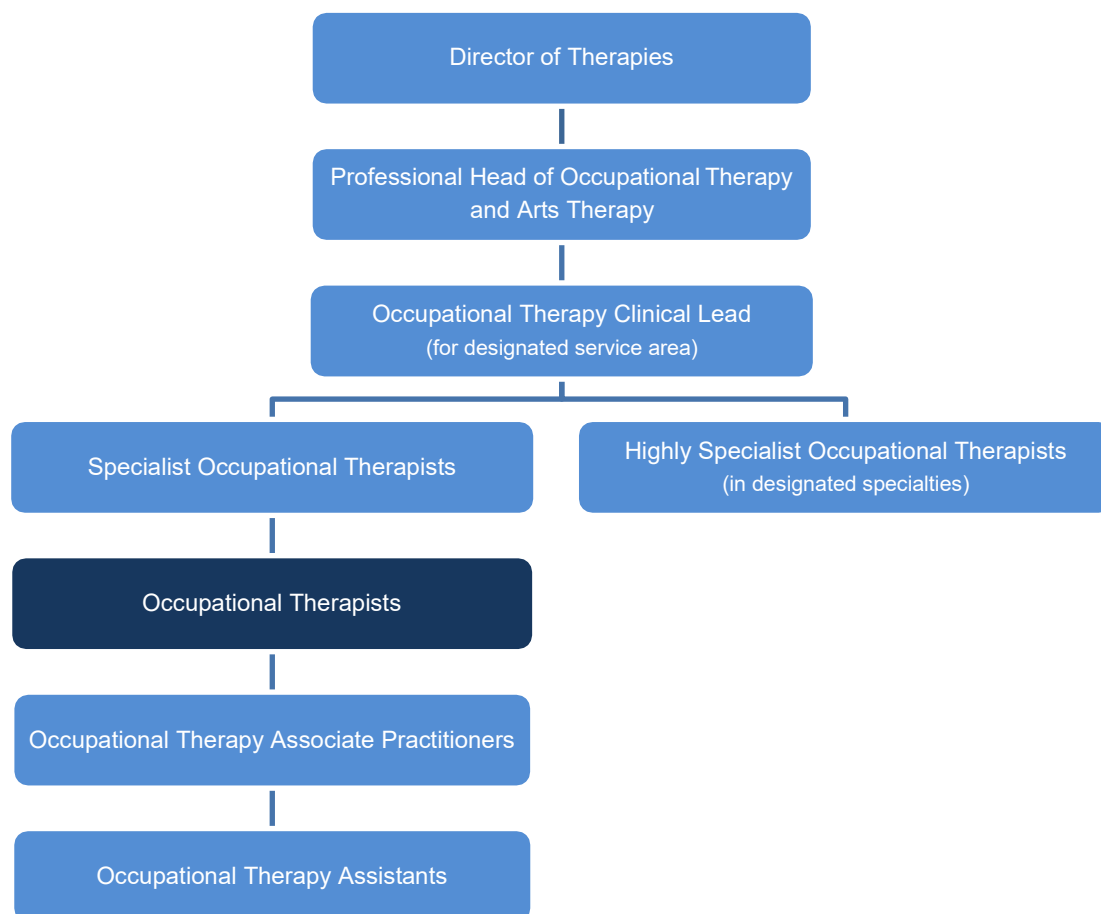 Director of Therapies
Professional Head of Occupational Therapy
and Arts Therapy
Occupational Therapy Clinical Lead
(for designated service area)
Specialist Occupational Therapists
Highly Specialist Occupational Therapists
(in designated specialties)
Occupational Therapists
Occupational Therapy Associate Practitioners
Occupational Therapy Assistants